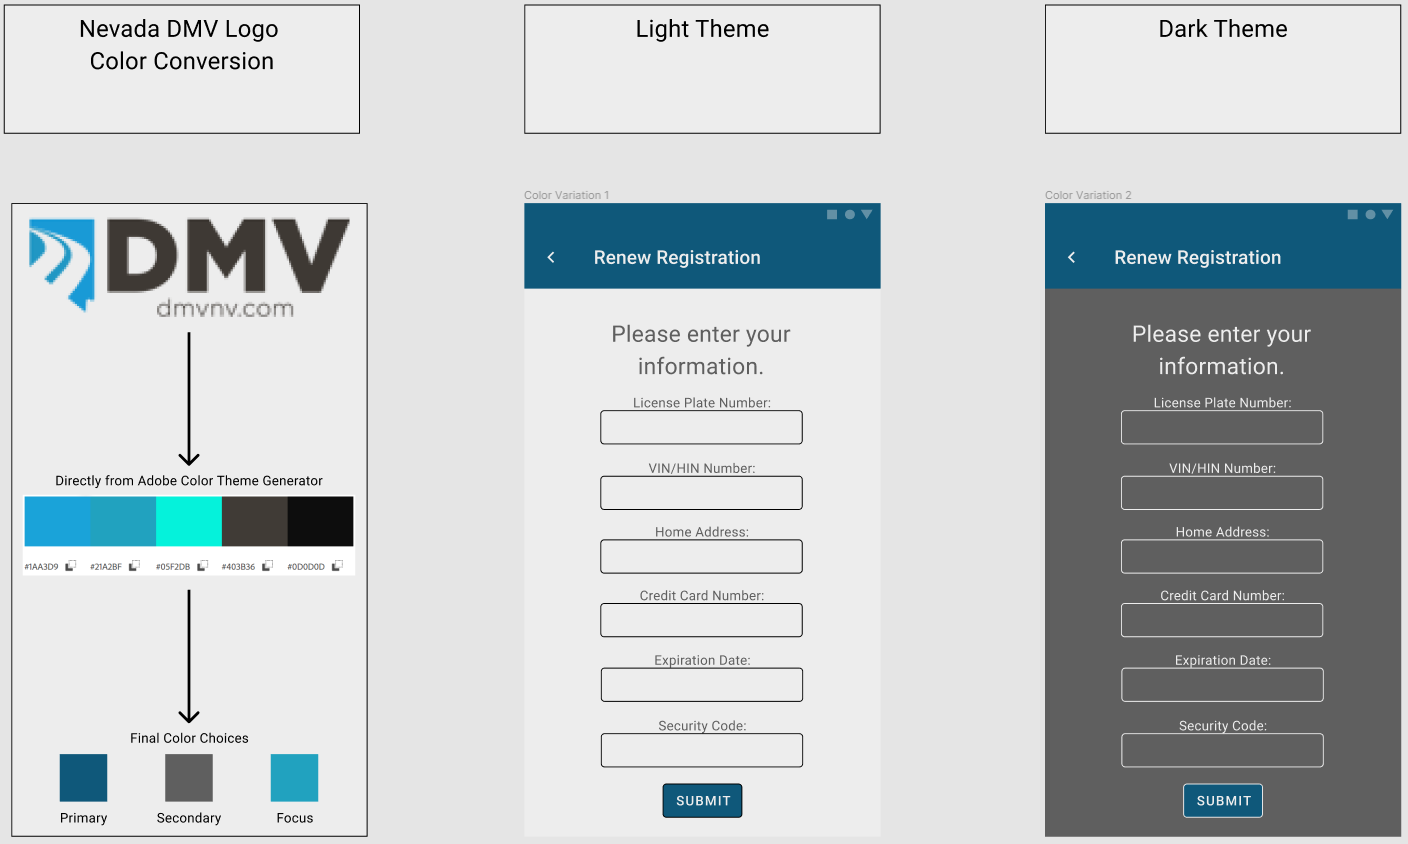 Nevada DMV Logo
Color Conversion
DMV
dmvnv.com
Directly from Adobe Color Theme Generator
#1AA3D9 #21A2BF #05F2DB #403B36 #0D0D0D
Final Color Choices
Primary Secondary Focus
Light Theme
Color Variation 1
Renew Registration
Please enter your
information.
License Plate Number:
VIN/HIN Number:
Home Address:
Credit Card Number:
Expiration Date:
Security Code:
SUBMIT
Dark Theme
Color Variation 2
Renew Registration
Please enter your
information.
License Plate Number:
VIN/HIN Number:
Home Address:
Credit Card Number:
Expiration Date:
Security Code:
SUBMIT